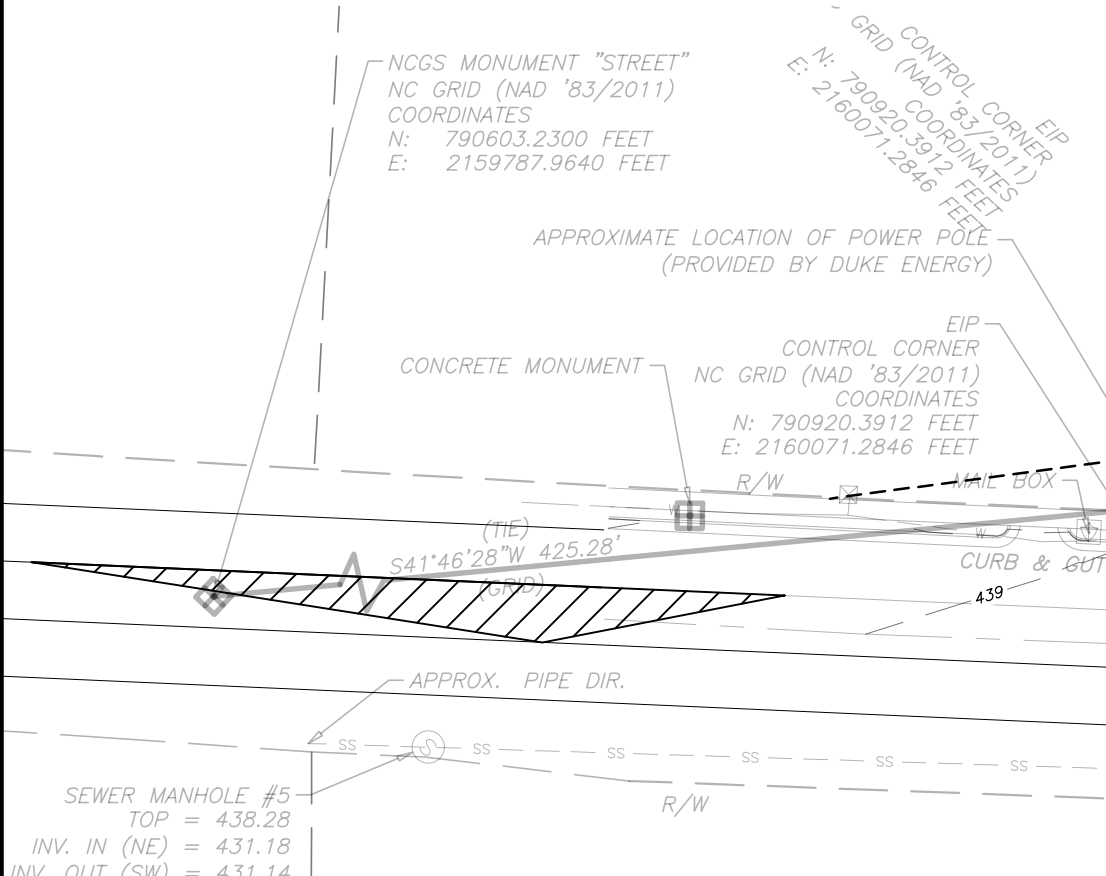 NCGS MONUMENT "STREET"
NC GRID (NAD '83/2011)
COORDINATES
N: 790603.2300 FEET
E: 2159787.9640 FEET
EIP
CONTROL CORNER
GRID (NAD '83/2011)
COORDINATES
N: 790920.3912 FEET
E: 2160071.2846 FEET
APPROXIMATE LOCATION OF POWER POLE
(PROVIDED BY DUKE ENERGY)
EIP
CONTROL CORNER
NC GRID (NAD '83/2011)
COORDINATES
N: 790920.3912 FEET
E: 2160071.2846 FEET
CONCRETE MONUMENT
R/W
MAIL BOX
W
W
(TIE)
S41°46'28"W 425.28'
(GRID)
CURB & GUT
439
APPROX. PIPE DIR.
SS
S
SS
SS
SS
SS
SS
R/W
SEWER MANHOLE #5
TOP = 438.28
INV. IN (NE) = 431.18
INV. OUT (SW) = 431.14